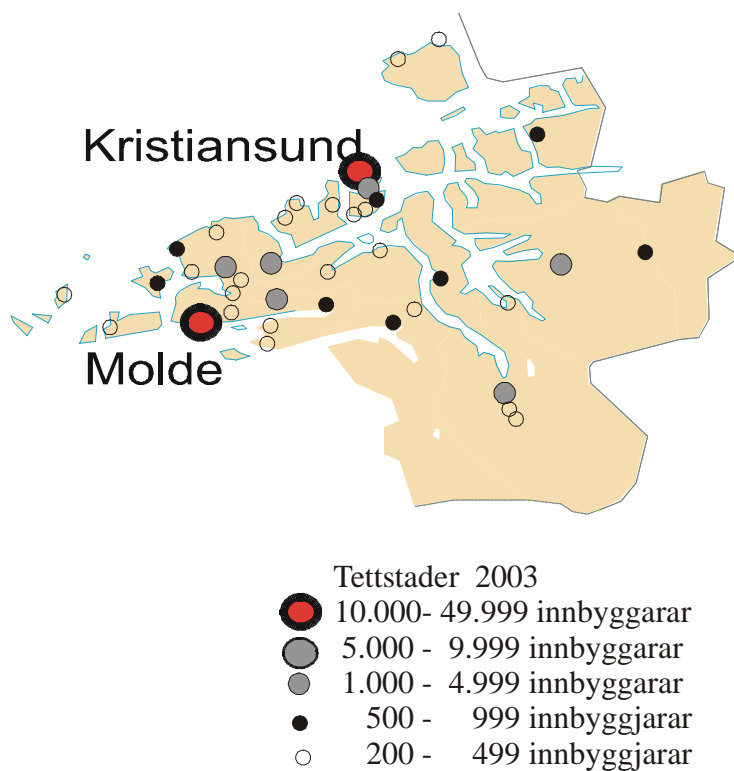 Kristiansund
Molde
Tettstader 2003
10.000- 49.999 innbyggarar
5.000 - 9.999 innbyggarar
1.000 - 4.999 innbyggarar
500 - 999 innbyggjarar
200 - 499 innbyggjarar